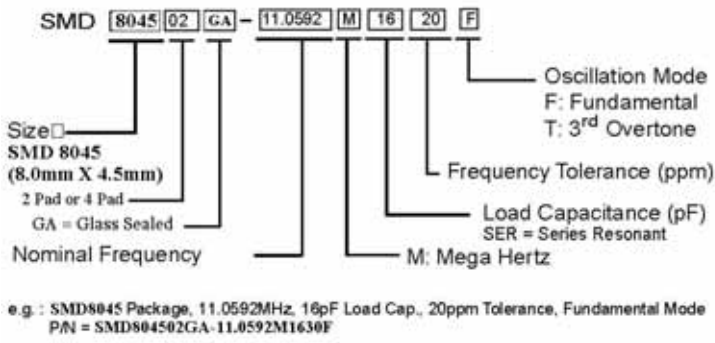 SMD 8045 02 GA - 11.0592 M 16 20 F
Oscillation Mode
F: Fundamental
T: 3rd Overtone
Size□
SMD 8045
(8.0mm X 4.5mm)
Frequency Tolerance (ppm)
2 Pad or 4 Pad
Load Capacitance (pF)
SER = Series Resonant
GA = Glass Sealed
Nominal Frequency
M: Mega Hertz
e.g. : SMD8045 Package, 11.0592MHz, 16pF Load Cap., 20ppm Tolerance, Fundamental Mode
P/N = SMD804502GA-11.0592M1630F